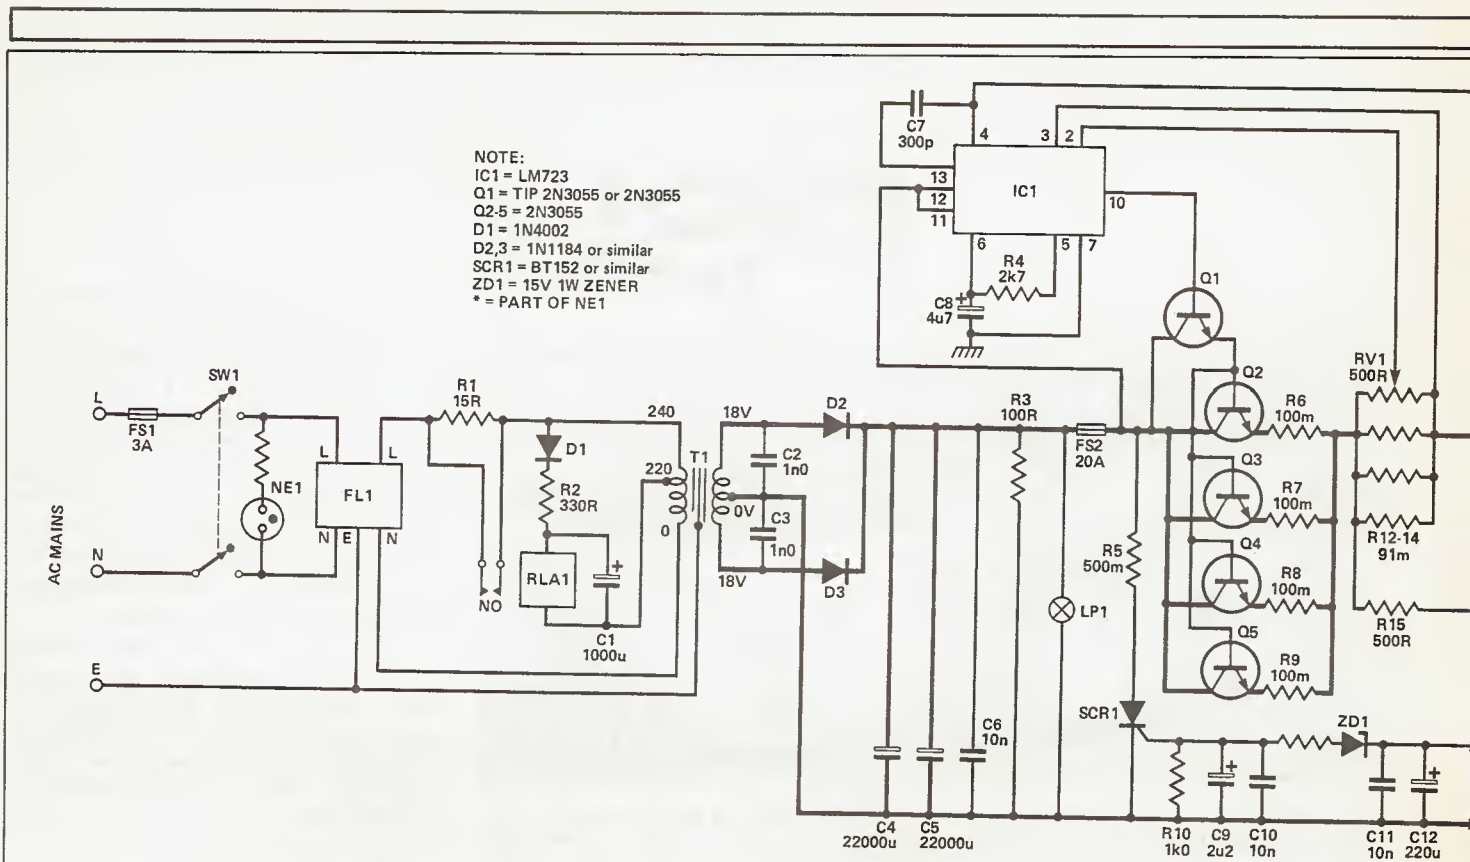 NOTE:
IC1 = LM723
Q1 = TIP 2N3055 or 2N3055
Q2-5 = 2N3055
D1 = 1N4002
D2,3 = 1N1184 or similar
SCR1 = BT152 or similar
ZD1 = 15V 1W ZENER
* = PART OF NE1
C7
300p
4
3
2
13
12
11
IC1
10
6
5
7
R4
2k7
C8
+
4u7
Q1
AC MAINS
L
FS1
3A
SW1
N
E
NE1
L
L
FL1
N
E
N
R1
15R
NO
D1
R2
330R
RLA1
+
C1
1000u
240
220
0
T1
18V
0V
18V
C2
1n0
C3
1n0
D2
D3
C4
22000u
C5
22000u
C6
10n
R3
100R
LP1
FS2
20A
R5
500m
SCR1
Q2
Q3
Q4
Q5
R6
100m
R7
100m
R8
100m
R9
100m
RV1
500R
R12-14
91m
R15
500R
ZD1
R10
1k0
+
C9
2u2
C10
10n
C11
10n
+
C12
220u